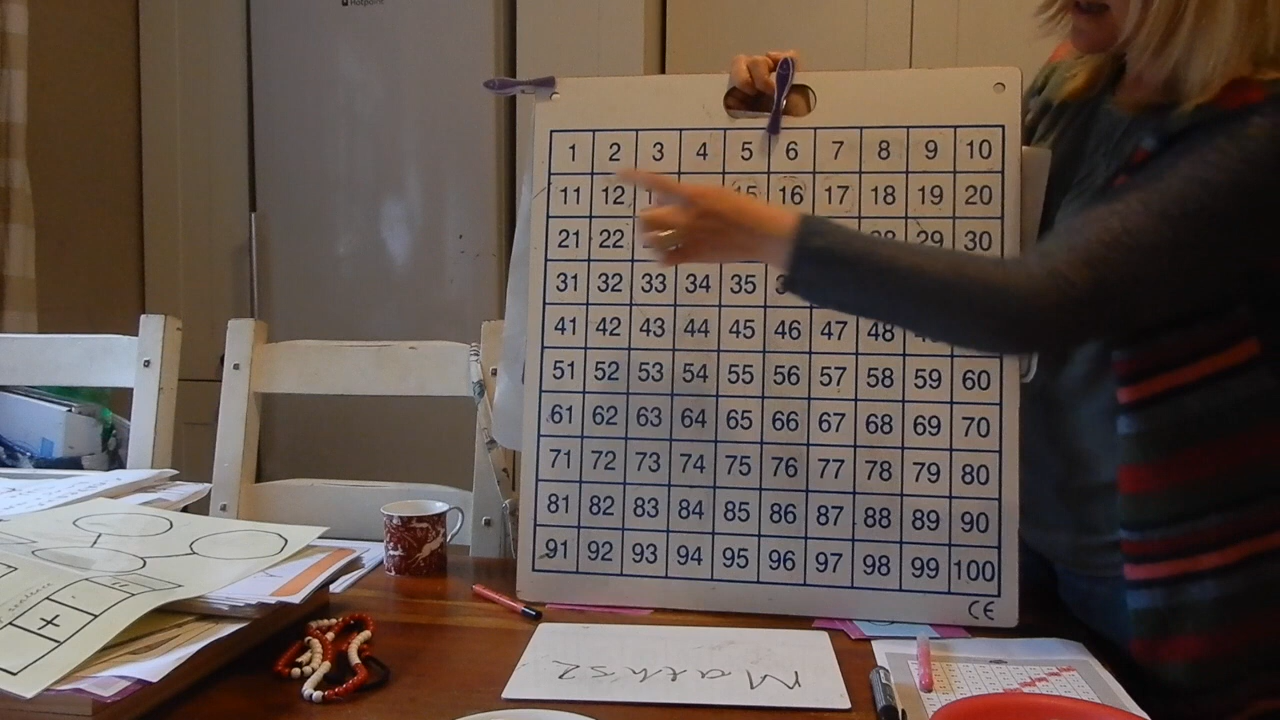 Hotpoint
1 2 3 4 5 6 7 8 9 10
11 12 15 16 17 18 19 20
21 22 28 29 30
31 32 33 34 35
41 42 43 44 45 46 47 48
51 52 53 54 55 56 57 58 59 60
61 62 63 64 65 66 67 68 69 70
71 72 73 74 75 76 77 78 79 80
81 82 83 84 85 86 87 88 89 90
91 92 93 94 95 96 97 98 99 100
CE
Maths2
+ =